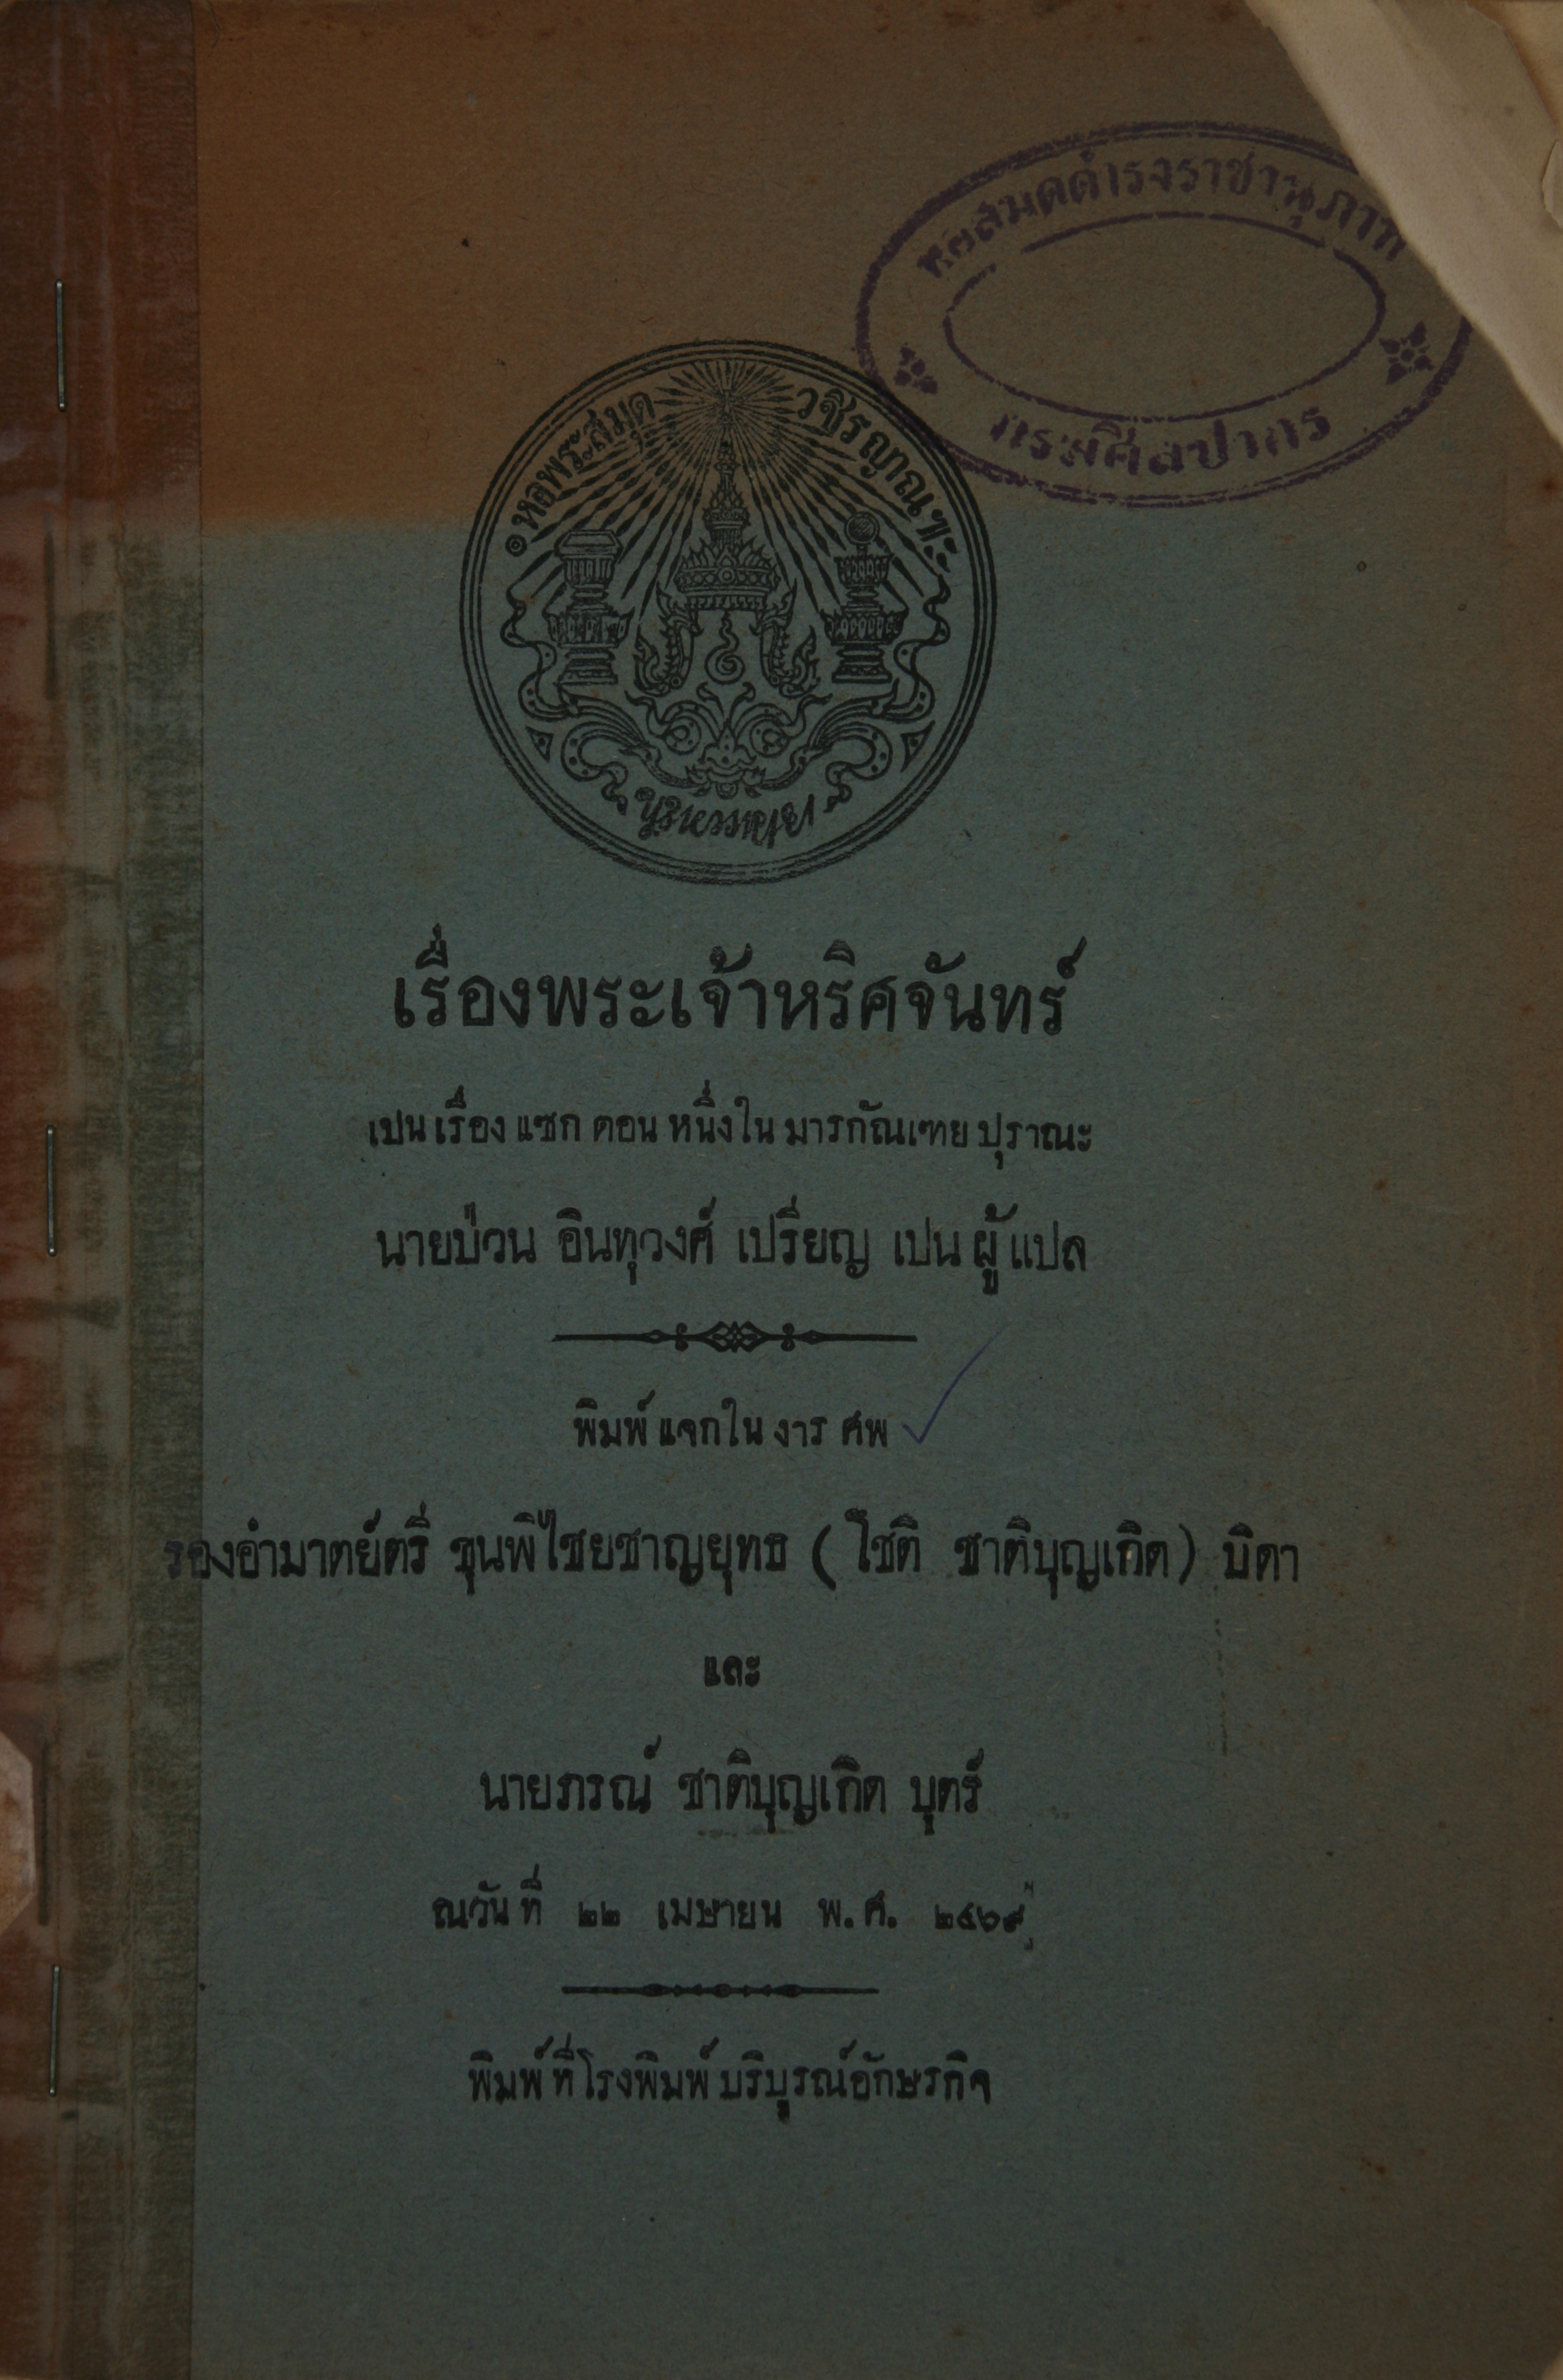 หอสมุดดำรงราชานุภาพ
กรมศิลปากร
หอพระสมุด วชิรญาณฯะ
เรื่องพระเจ้าหริศจันทร์
เปนเรื่องแซกตอนหนึ่งในมารกัณเฑยปุราณะ
นายบ่วน อินทุวงศ์ เปรียญ เปนผู้แปล
พิมพ์แจกในงารศพ
รองอำมาตย์ตรี ขุนพิไชยชาญยุทธ (โชติ ชาติบุญเกิด) บิดา
และ
นายภรณ์ ชาติบุญเกิด บุตร์
ณวันที่ ๒๒ เมษายน พ.ศ. ๒๔๖๙
พิมพ์ที่โรงพิมพ์บริบูรณ์อักษรกิจ